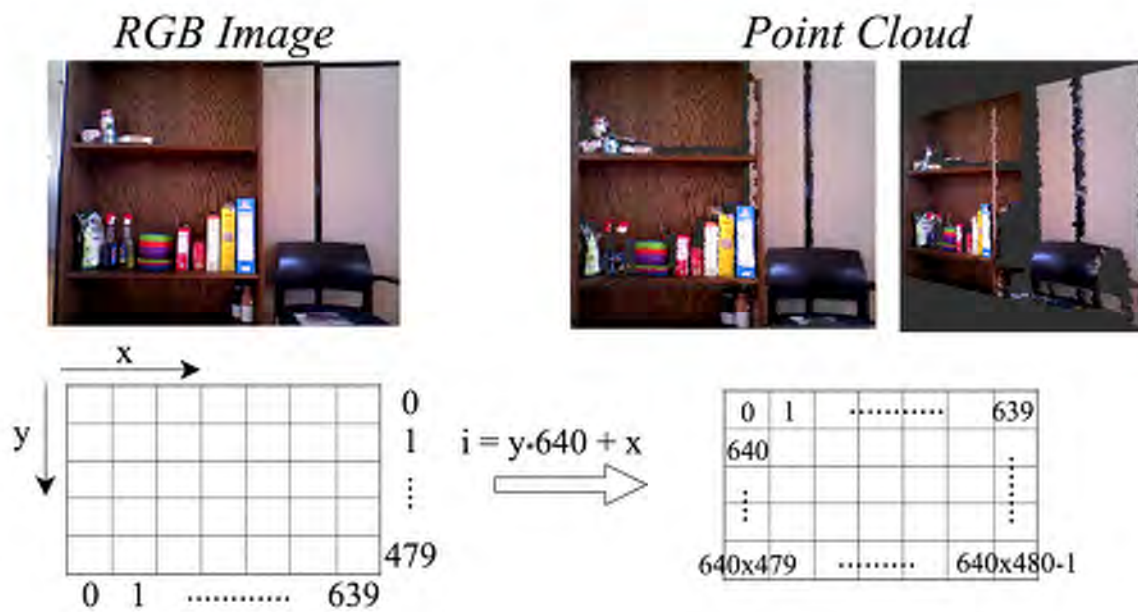 RGB Image
Point Cloud
x
y
0
1
⋮
479
0 1 ............ 639
i = y·640 + x
0 1 ............ 639
640
⋮ ⋮
640x479 ......... 640x480-1